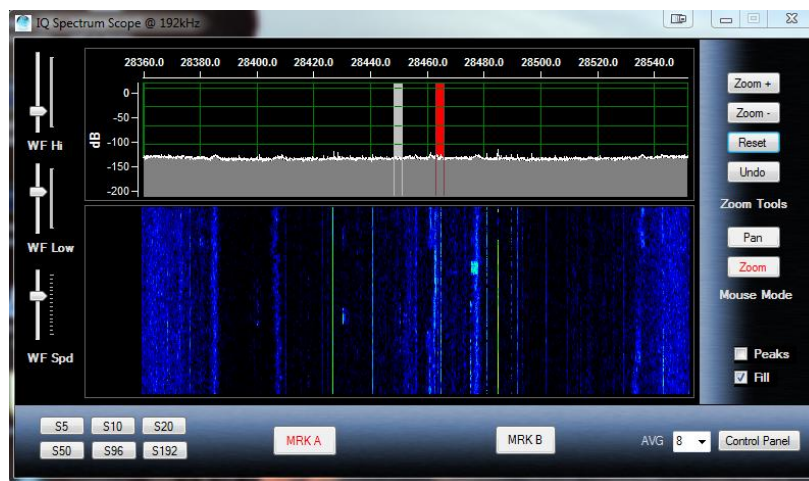 IQ Spectrum Scope @ 192kHz
28360.0 28380.0 28400.0 28420.0 28440.0 28460.0 28480.0 28500.0 28520.0 28540.0
0
-50
dB
-100
-150
-200
WF Hi
WF Low
WF Spd
Zoom +
Zoom -
Reset
Undo
Zoom Tools
Pan
Zoom
Mouse Mode
Peaks
Fill
S5 S10 S20
S50 S96 S192
MRK A
MRK B
AVG 8
Control Panel